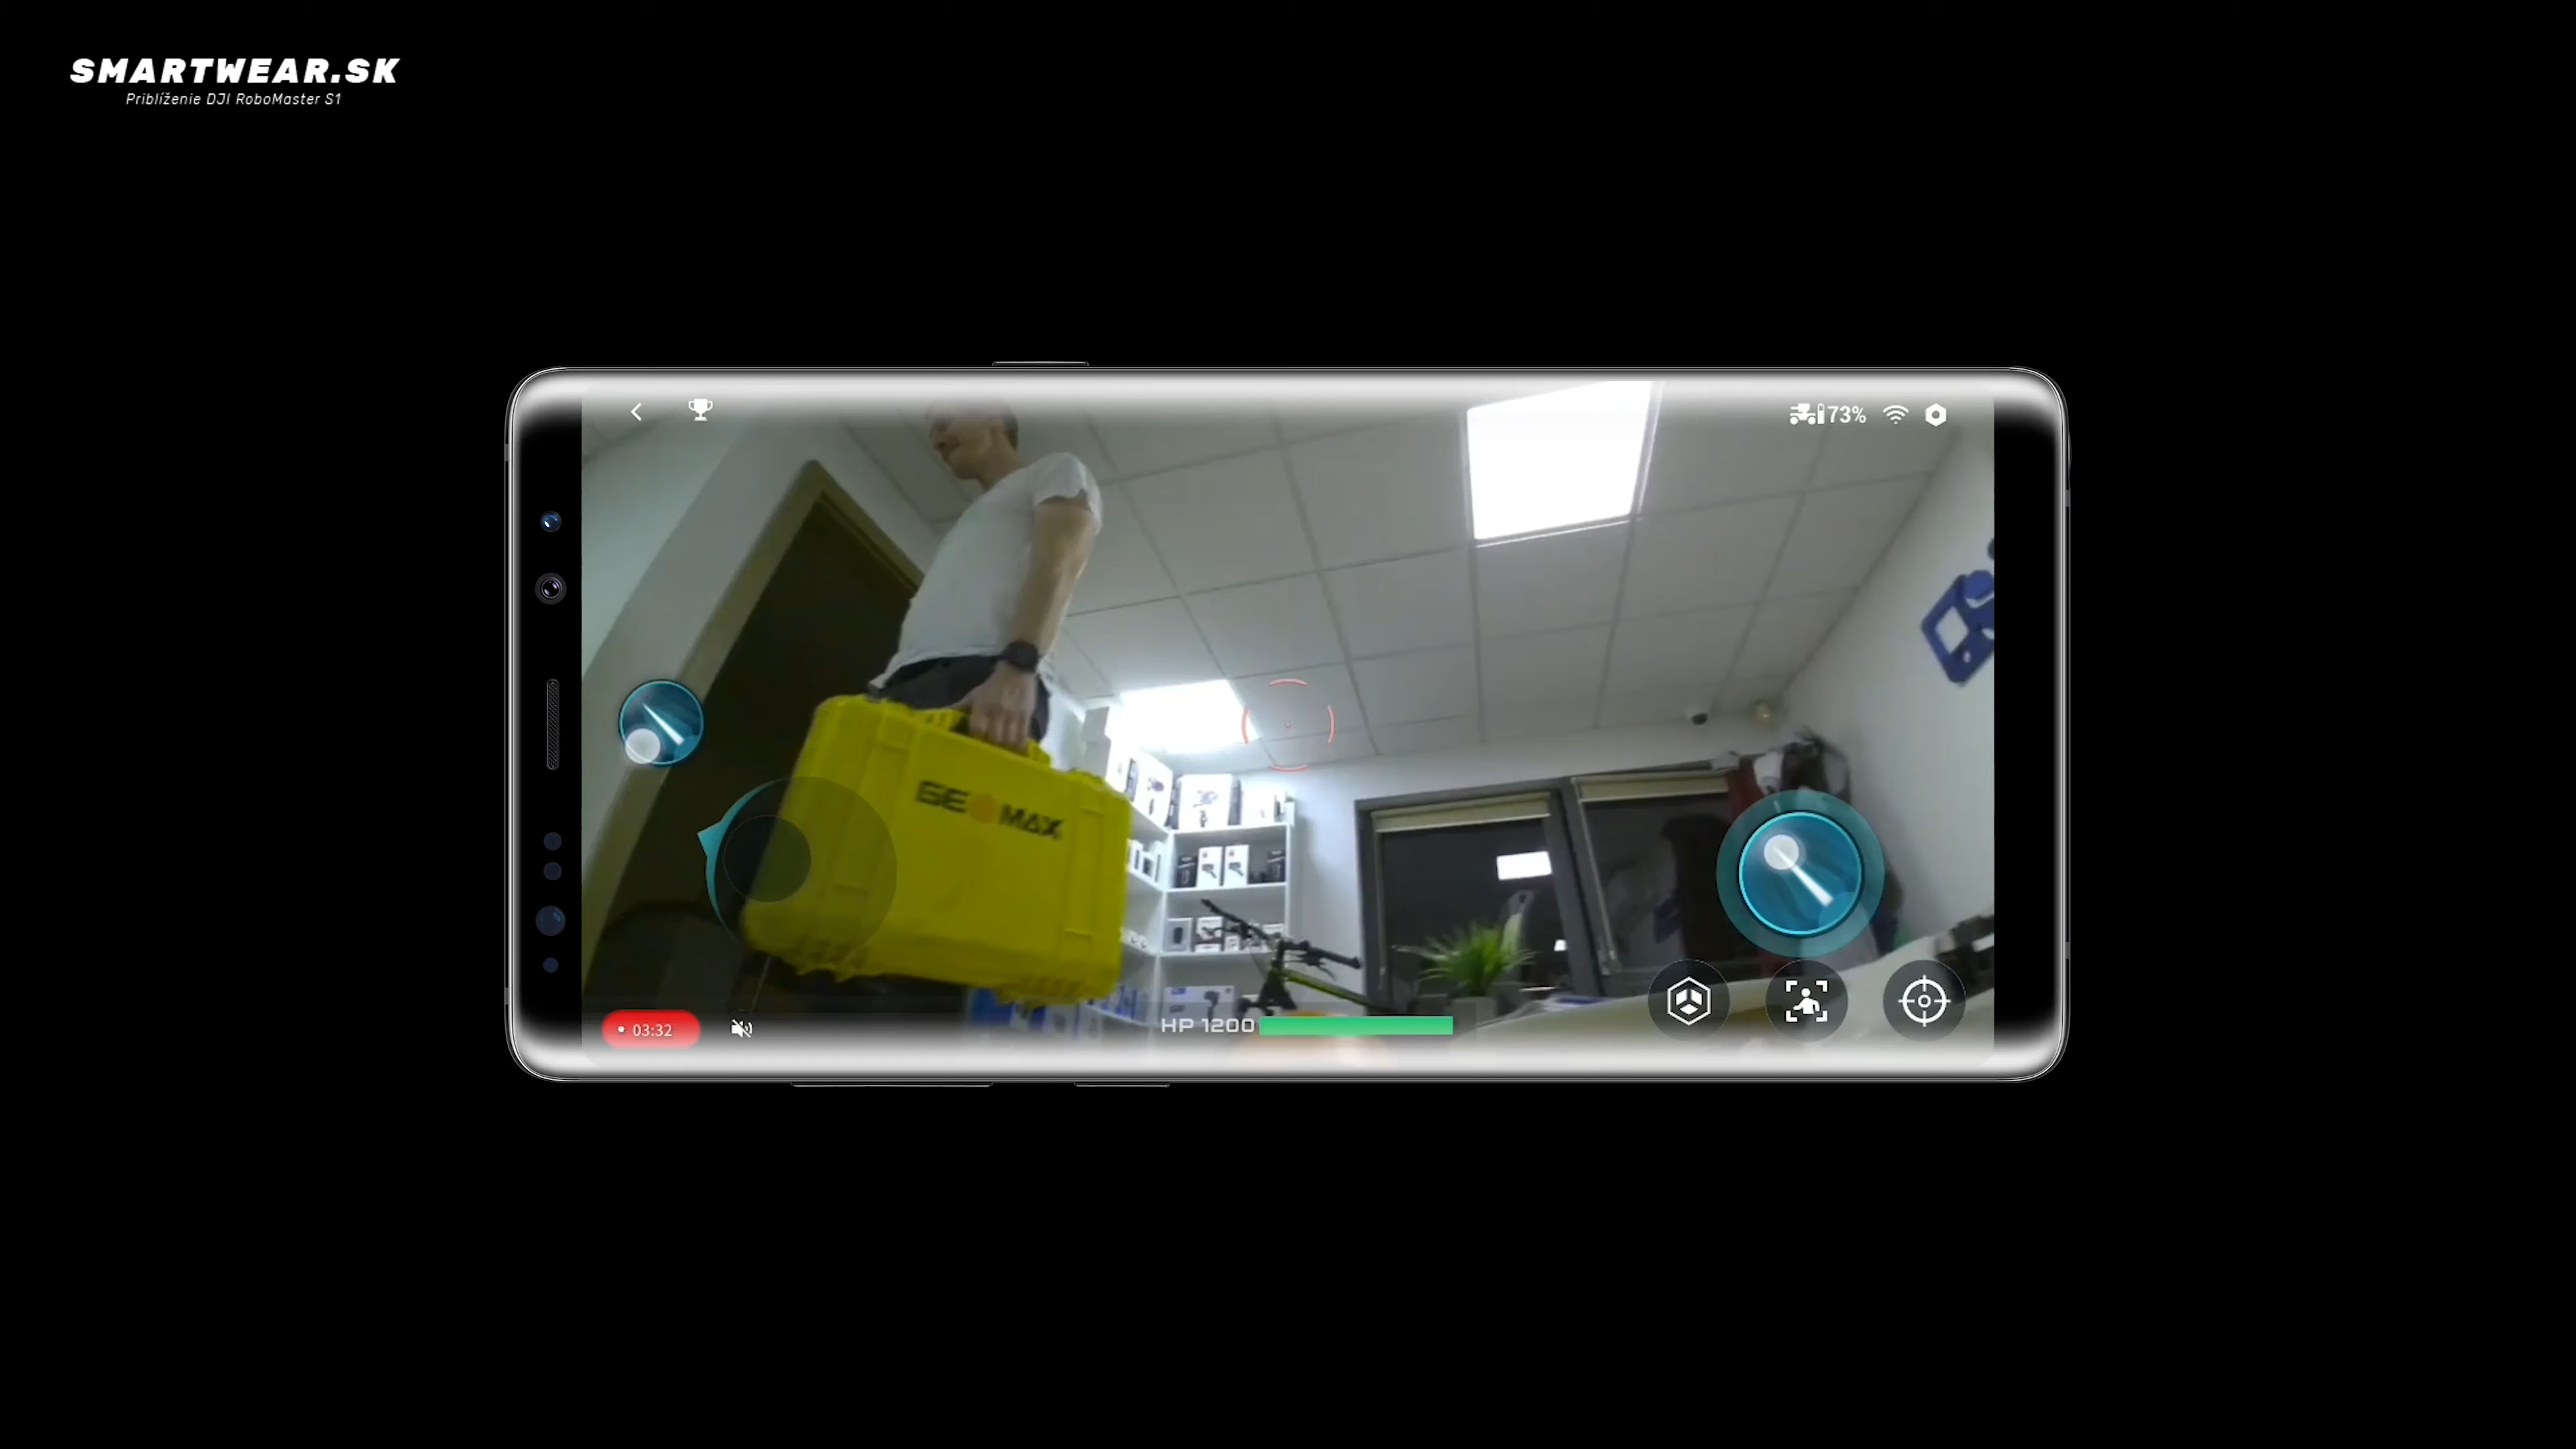 SMARTWEAR.SK
Priblíženie DJI RoboMaster S1
73%
GEOMAX
03:32
HP 1200